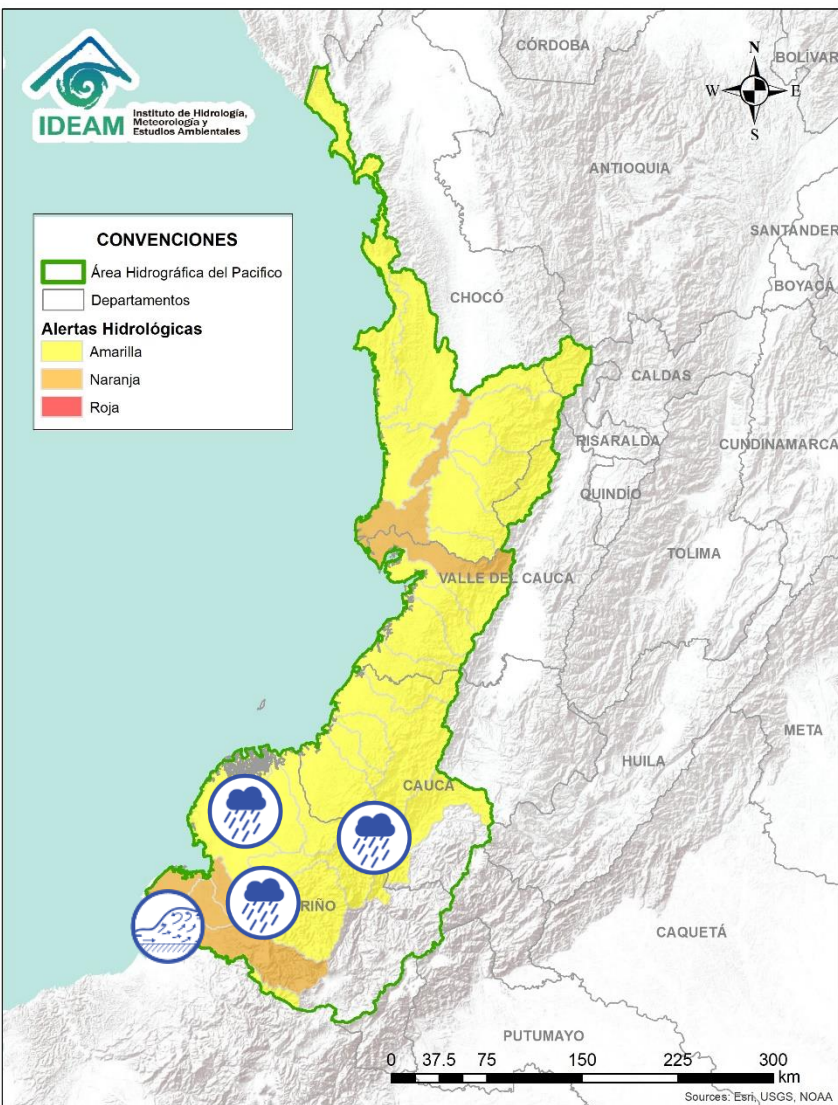 IDEAM
Instituto de Hidrología,
Meteorología y
Estudios Ambientales
N
W
E
S
CÓRDOBA
BOLÍVAR
ANTIOQUIA
SANTANDER
BOYACÁ
CONVENCIONES
Área Hidrográfica del Pacifico
Departamentos
Alertas Hidrológicas
Amarilla
Naranja
Roja
CHOCÓ
CALDAS
RISARALDA
CUNDINAMARCA
QUINDÍO
TOLIMA
VALLE DEL CAUCA
META
HUILA
CAUCA
RIÑO
CAQUETÁ
PUTUMAYO
0 37.5 75 150 225 300
km
Sources: Esri, USGS, NOAA